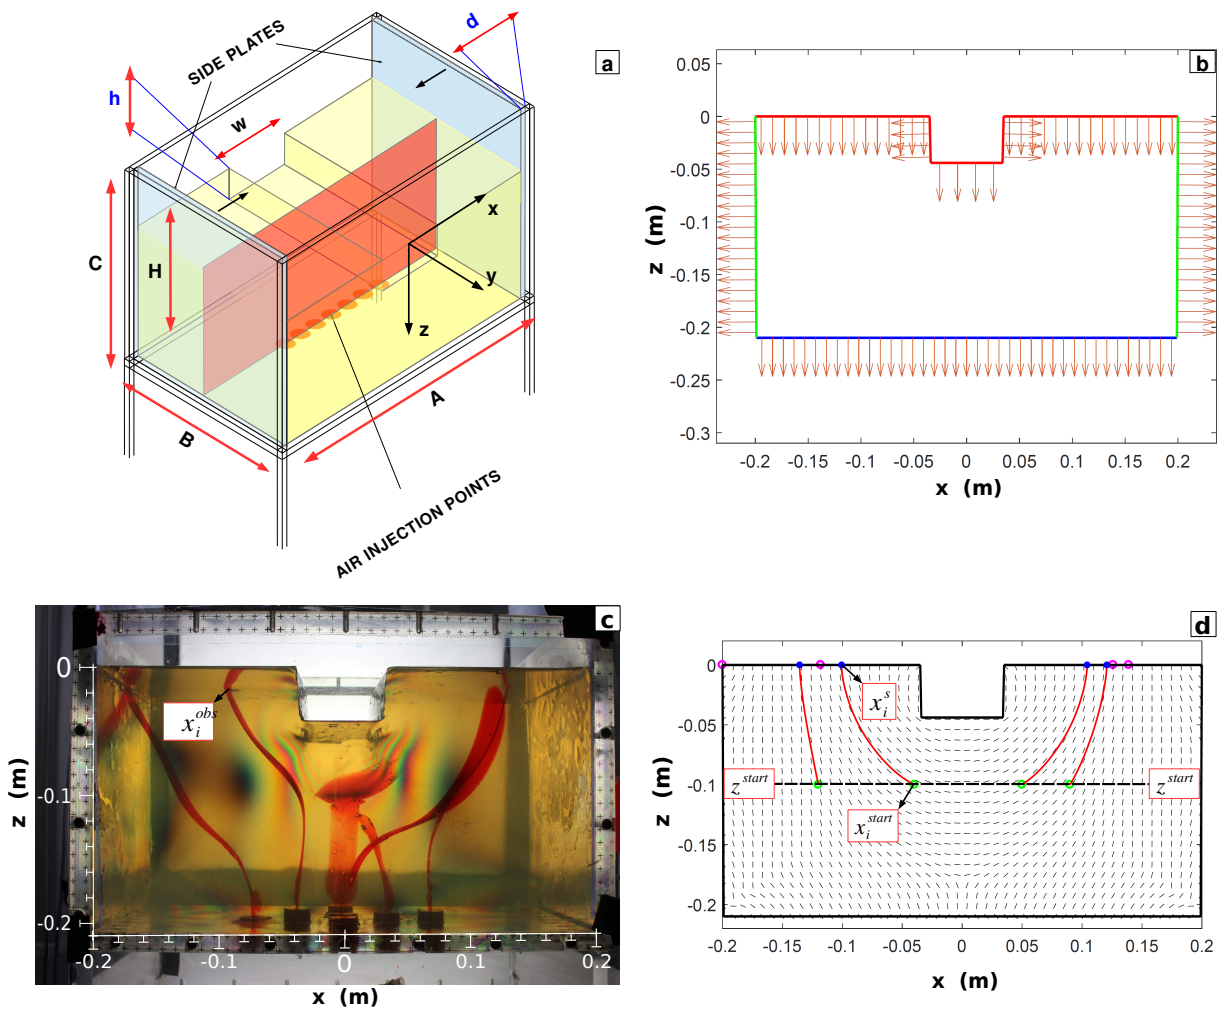 a
SIDE PLATES
d
h
w
C
H
x
y
z
A
B
AIR INJECTION POINTS
b
0.05
0
-0.05
-0.1
-0.15
-0.2
-0.25
-0.3
z (m)
-0.2
-0.15
-0.1
-0.05
0
0.05
0.1
0.15
0.2
x (m)
c
0
-0.1
-0.2
z (m)
x_i^obs
-0.2
-0.1
0
0.1
0.2
x (m)
d
0
-0.05
-0.1
-0.15
-0.2
z (m)
x_i^s
z^start
z^start
x_i^start
-0.2
-0.15
-0.1
-0.05
0
0.05
0.1
0.15
0.2
x (m)